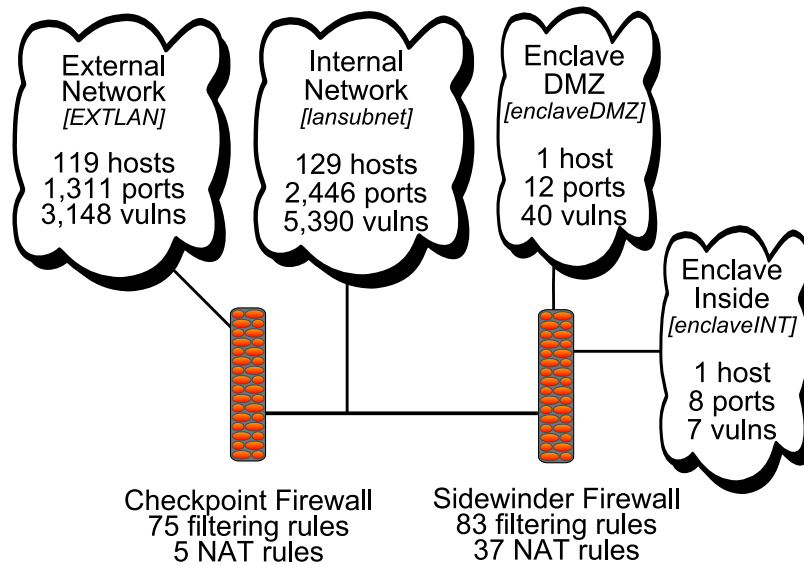 External
Network
[EXTLAN]
119 hosts
1,311 ports
3,148 vulns
Internal
Network
[lansubnet]
129 hosts
2,446 ports
5,390 vulns
Enclave
DMZ
[enclaveDMZ]
1 host
12 ports
40 vulns
Enclave
Inside
[enclaveINT]
1 host
8 ports
7 vulns
Checkpoint Firewall
75 filtering rules
5 NAT rules
Sidewinder Firewall
83 filtering rules
37 NAT rules